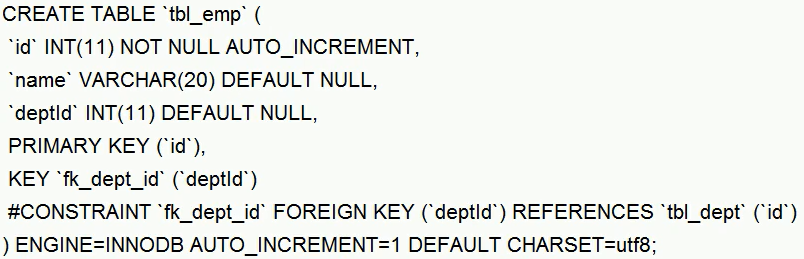 CREATE TABLE `tbl_emp` (
`id` INT(11) NOT NULL AUTO_INCREMENT,
`name` VARCHAR(20) DEFAULT NULL,
`deptId` INT(11) DEFAULT NULL,
PRIMARY KEY (`id`),
KEY `fk_dept_id` (`deptId`)
#CONSTRAINT `fk_dept_id` FOREIGN KEY (`deptId`) REFERENCES `tbl_dept` (`id`)
) ENGINE=INNODB AUTO_INCREMENT=1 DEFAULT CHARSET=utf8;